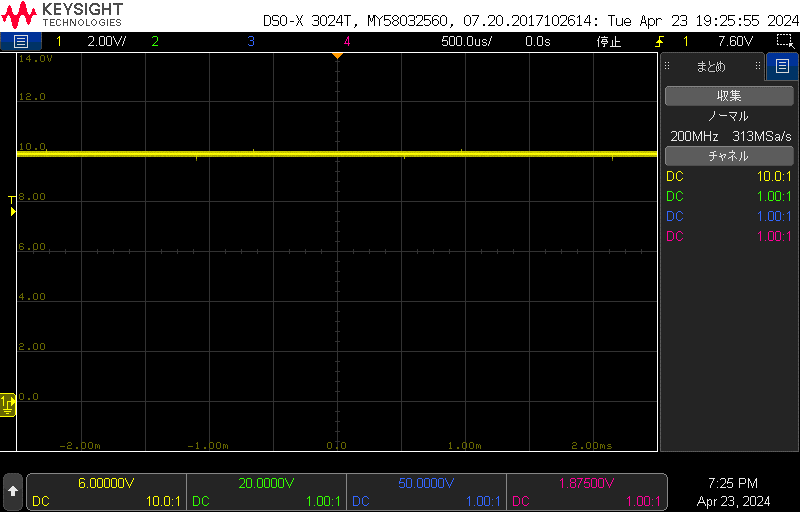 KEYSIGHT
TECHNOLOGIES
DSO-X 3024T, MY58032560, 07.20.2017102614: Tue Apr 23 19:25:55 2024
1 2.00V/ 2 3 4 500.0us/ 0.0s 停止 1 7.60V
14.0V
12.0
10.0
8.00
6.00
4.00
2.00
0.0
T
1
-2.00m -1.00m 0.0 1.00m 2.00ms
まとめ
収集
ノーマル
200MHz 313MSa/s
チャネル
DC 10.0:1
DC 1.00:1
DC 1.00:1
DC 1.00:1
6.00000V 20.0000V 50.0000V 1.87500V
DC 10.0:1 DC 1.00:1 DC 1.00:1 DC 1.00:1
7:25 PM
Apr 23, 2024